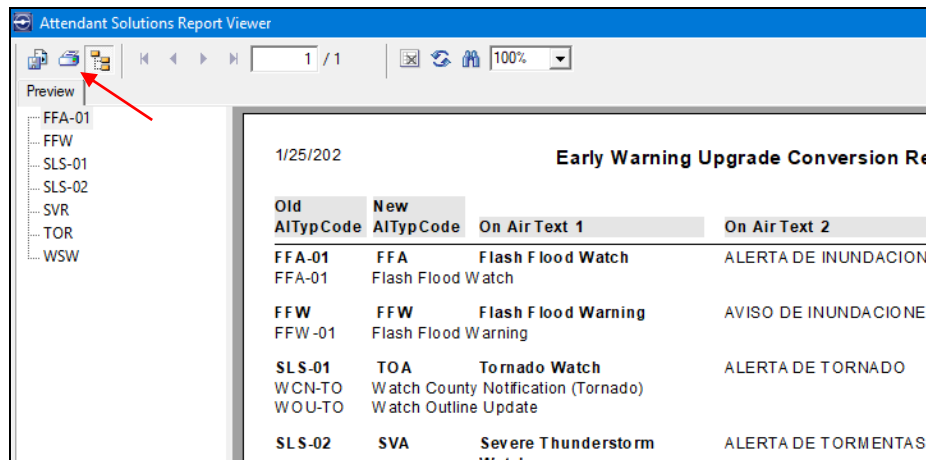 Attendant Solutions Report Viewer
1 / 1 100%
Preview
FFA-01
FFW
SLS-01
SLS-02
SVR
TOR
WSW
1/25/202 Early Warning Upgrade Conversion Re
Old New
AlTypCode AlTypCode On Air Text 1 On Air Text 2
FFA-01 FFA Flash Flood Watch ALERTA DE INUNDACION
FFA-01 Flash Flood Watch
FFW FFW Flash Flood Warning AVISO DE INUNDACIONE
FFW-01 Flash Flood Warning
SLS-01 TOA Tornado Watch ALERTA DE TORNADO
WCN-TO Watch County Notification (Tornado)
WOU-TO Watch Outline Update
SLS-02 SVA Severe Thunderstorm ALERTA DE TORMENTAS